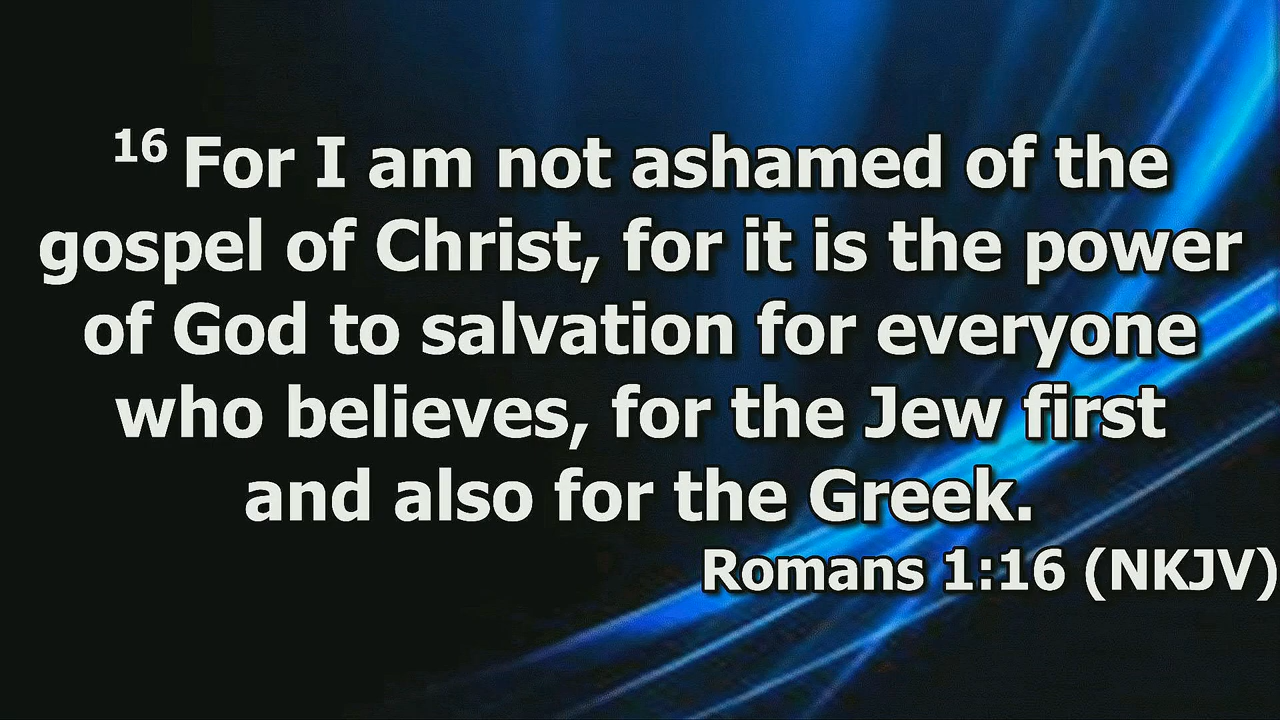 16 For I am not ashamed of the
gospel of Christ, for it is the power
of God to salvation for everyone
who believes, for the Jew first
and also for the Greek.
Romans 1:16 (NKJV)